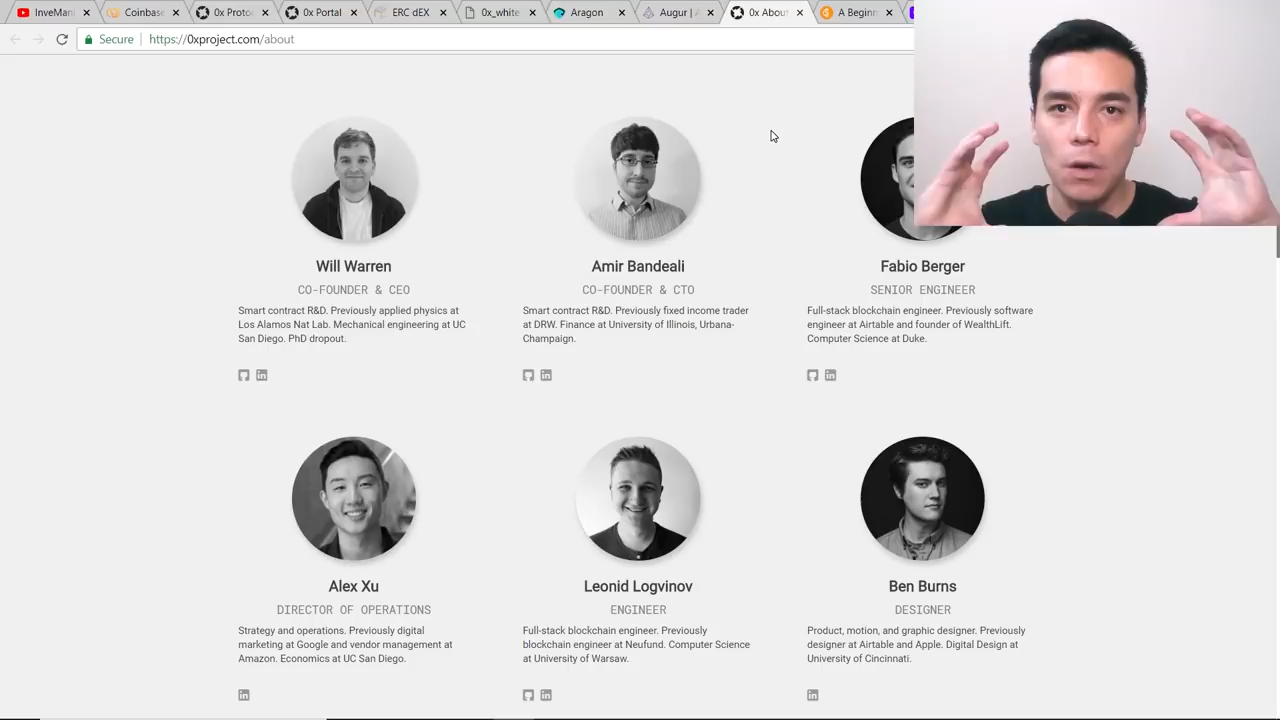 InveMani
Coinbase
0x Proto
0x Portal
ERC dEX
0x_white
Aragon
Augur | A
0x Abou
A Beginn
Secure
https://0xproject.com/about
Will Warren
CO-FOUNDER & CEO
Smart contract R&D. Previously applied physics at
Los Alamos Nat Lab. Mechanical engineering at UC
San Diego. PhD dropout.
Amir Bandeali
CO-FOUNDER & CTO
Smart contract R&D. Previously fixed income trader
at DRW. Finance at University of Illinois, Urbana-
Champaign.
Fabio Berger
SENIOR ENGINEER
Full-stack blockchain engineer. Previously software
engineer at Airtable and founder of WealthLift.
Computer Science at Duke.
Alex Xu
DIRECTOR OF OPERATIONS
Strategy and operations. Previously digital
marketing at Google and vendor management at
Amazon. Economics at UC San Diego.
Leonid Logvinov
ENGINEER
Full-stack blockchain engineer. Previously
blockchain engineer at Neufund. Computer Science
at University of Warsaw.
Ben Burns
DESIGNER
Product, motion, and graphic designer. Previously
designer at Airtable and Apple. Digital Design at
University of Cincinnati.